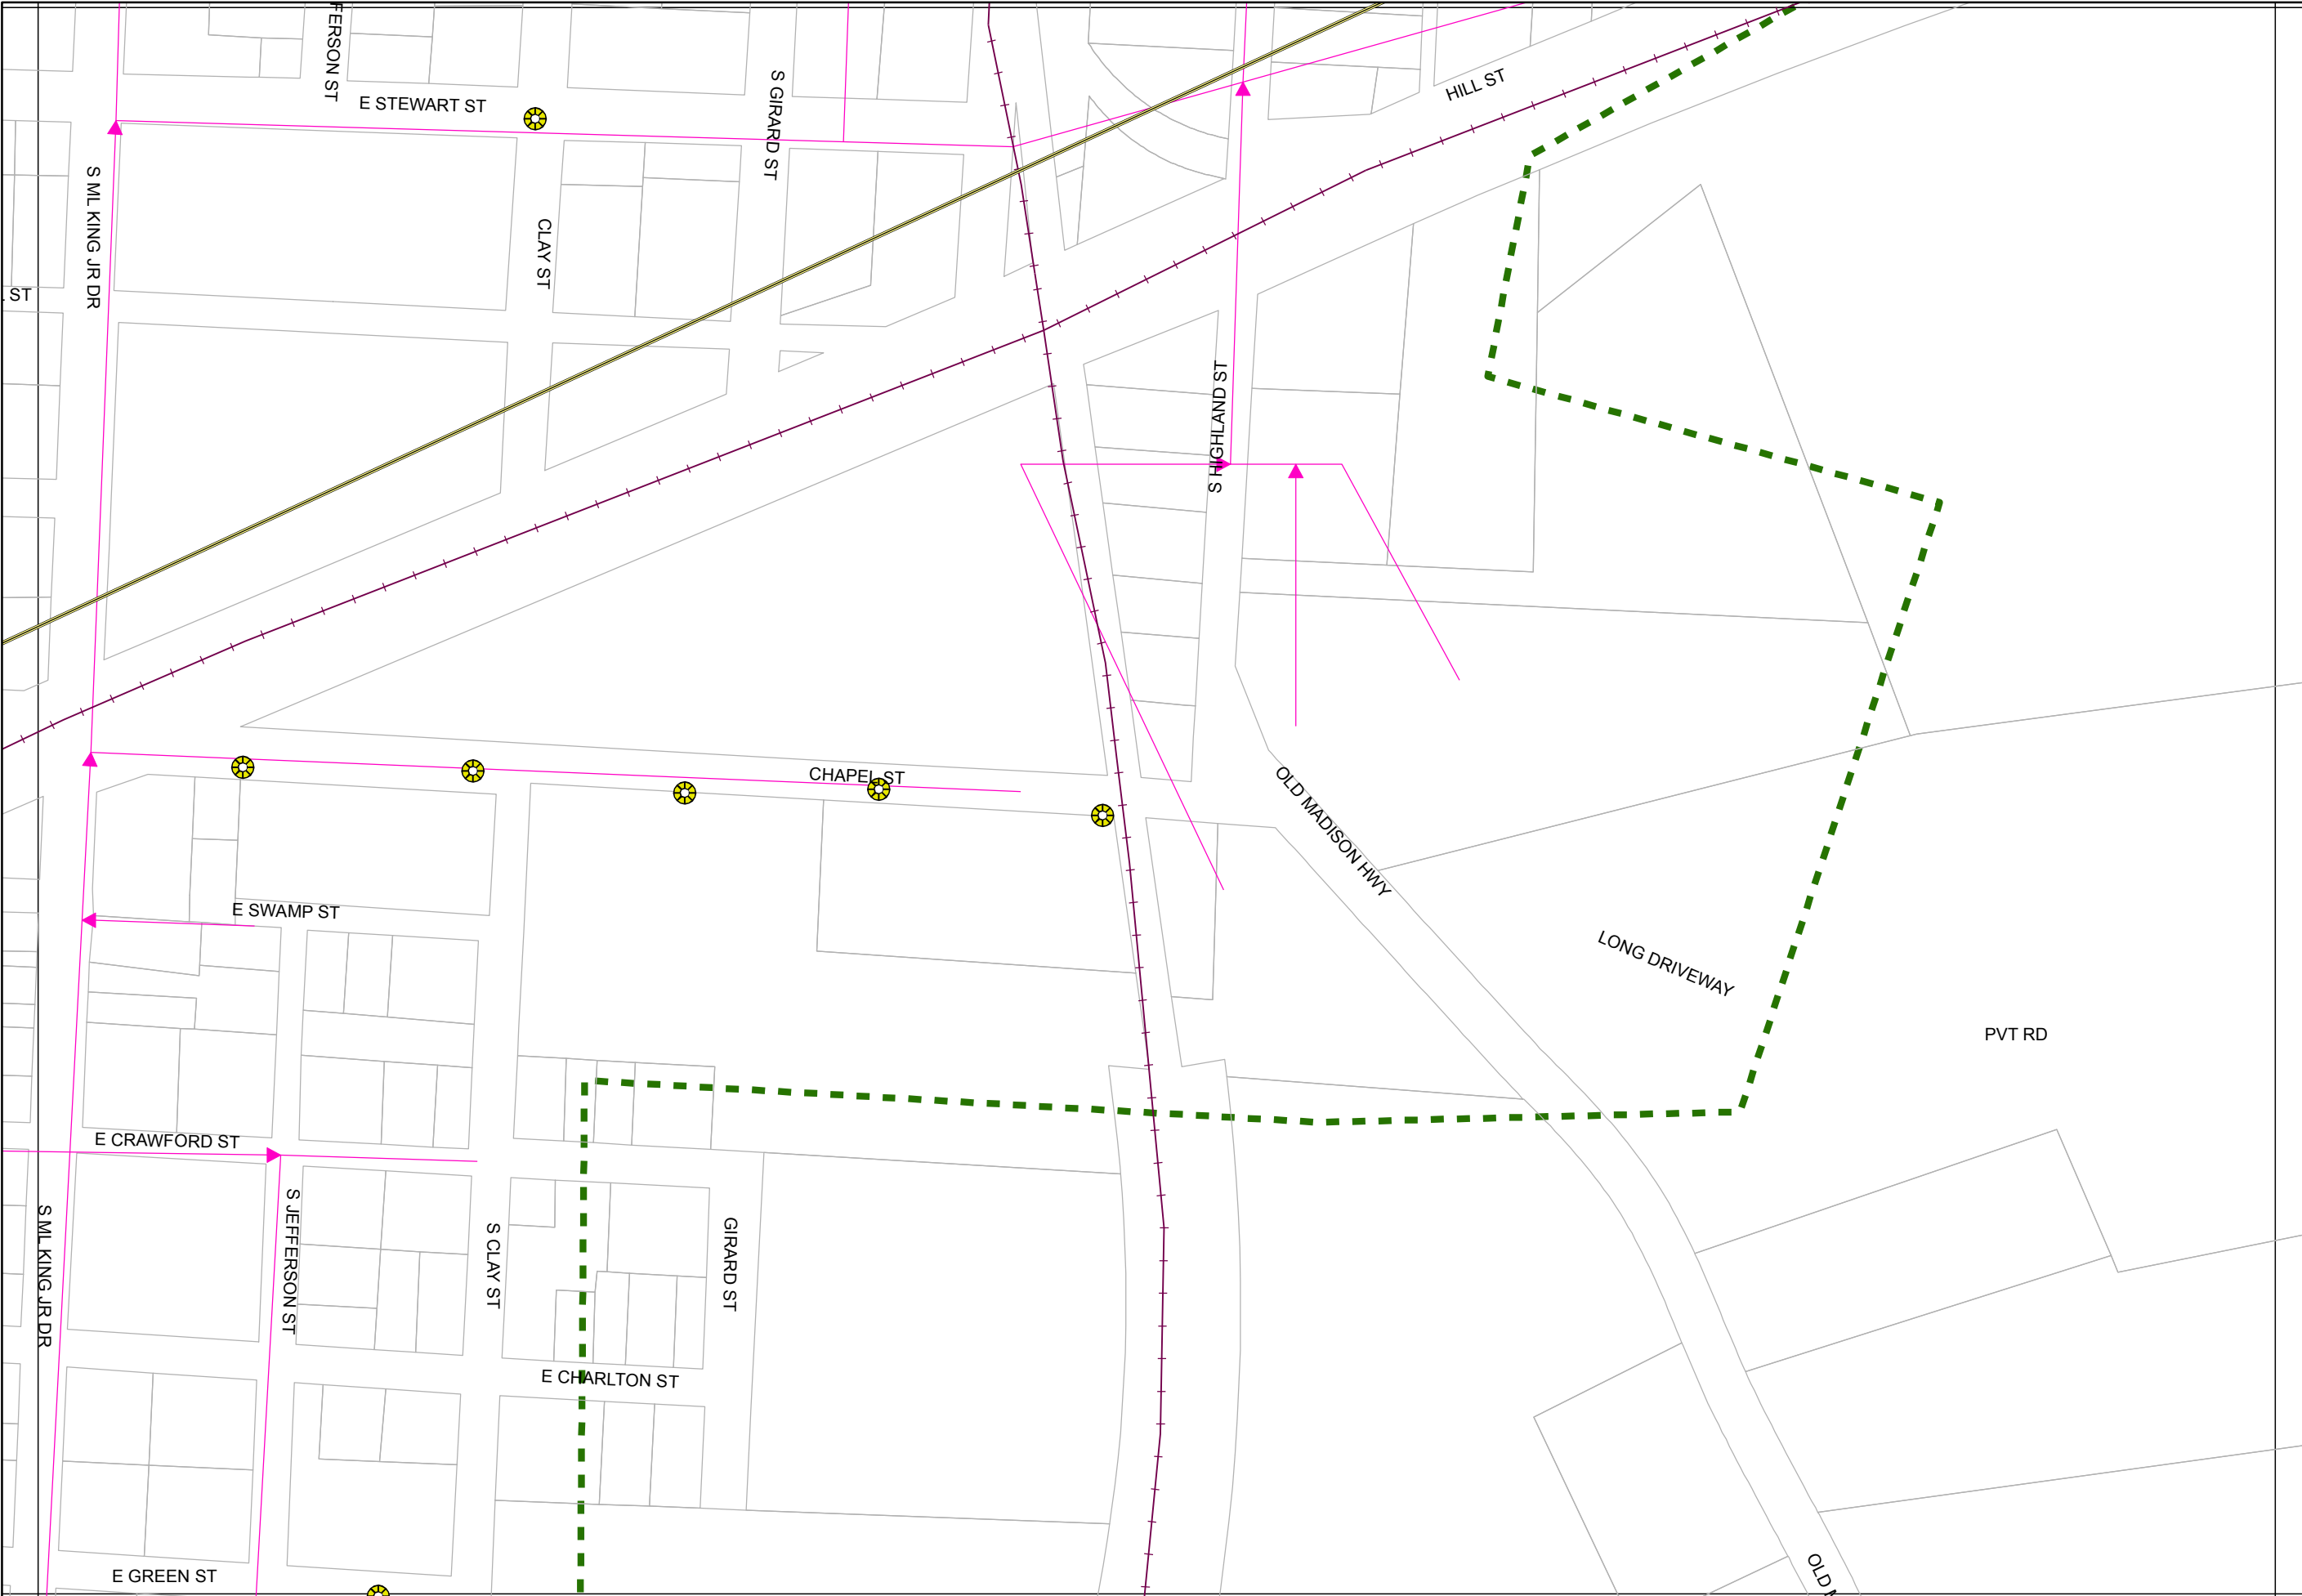 FERSON ST
E STEWART ST
S GIRARD ST
HILL ST
S ML KING JR DR
CLAY ST
ST
S HIGHLAND ST
CHAPEL ST
OLD MADISON HWY
E SWAMP ST
LONG DRIVEWAY
PVT RD
E CRAWFORD ST
S ML KING JR DR
S JEFFERSON ST
S CLAY ST
GIRARD ST
E CHARLTON ST
E GREEN ST
OLD